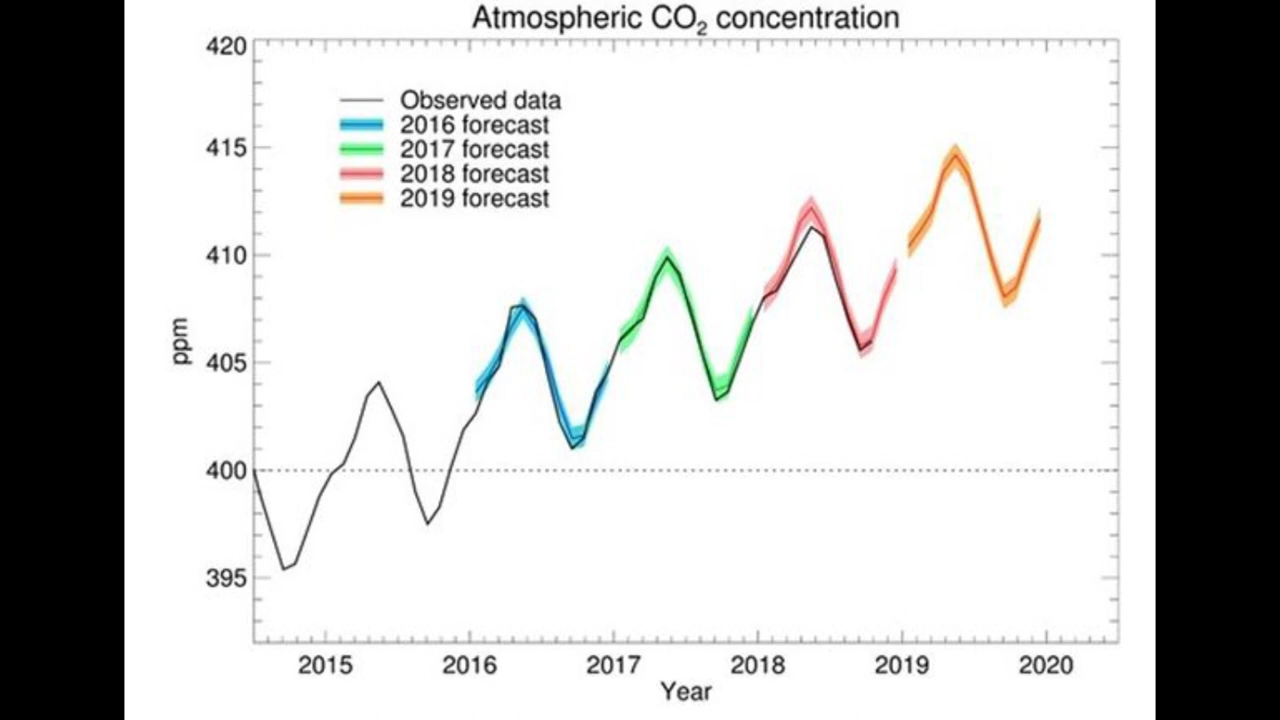 Atmospheric CO₂ concentration
420
415
410
405
400
395
ppm
Observed data
2016 forecast
2017 forecast
2018 forecast
2019 forecast
2015 2016 2017 2018 2019 2020
Year